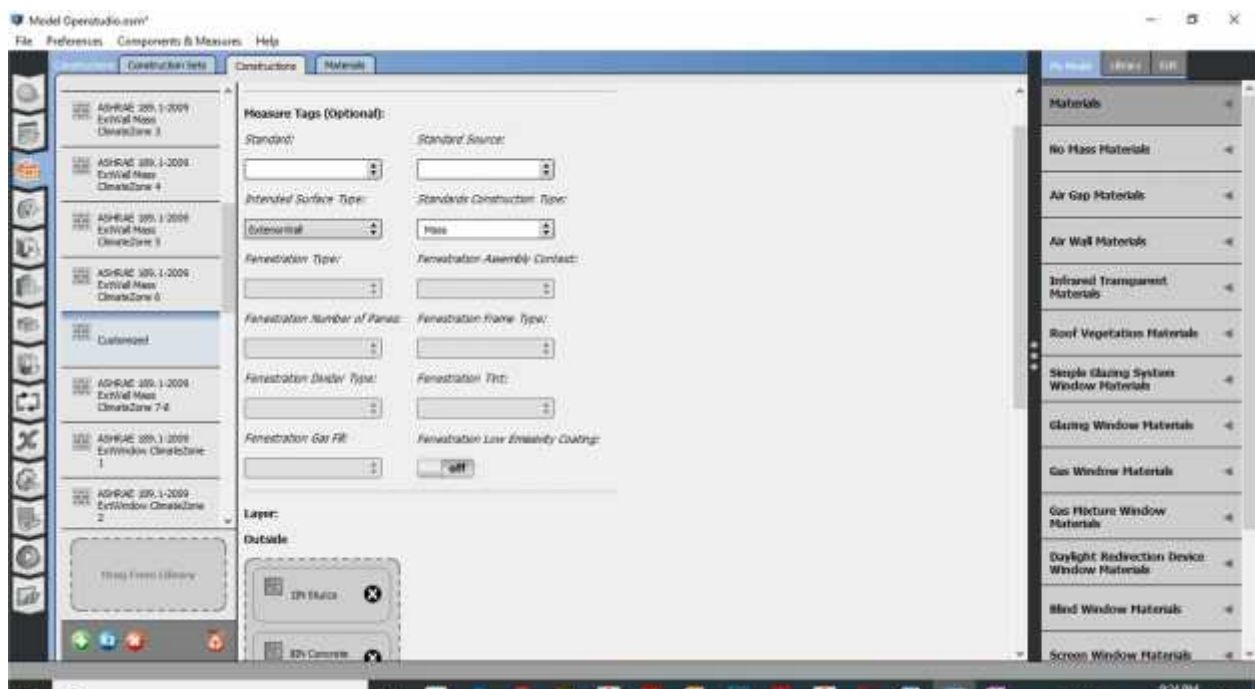 Model Openstudio.osm*
File Preferences Components & Measures Help
Constructions Construction Sets Constructions Materials
My Model Library Edit
ASHRAE 189.1-2009
ExtWall Mass
ClimateZone 3
ASHRAE 189.1-2009
ExtWall Mass
ClimateZone 4
ASHRAE 189.1-2009
ExtWall Mass
ClimateZone 5
ASHRAE 189.1-2009
ExtWall Mass
ClimateZone 6
Customized
ASHRAE 189.1-2009
ExtWall Mass
ClimateZone 7-8
ASHRAE 189.1-2009
ExtWindow ClimateZone
1
ASHRAE 189.1-2009
ExtWindow ClimateZone
2
Drag From Library
Measure Tags (Optional):
Standard: Standard Source:
Intended Surface Type: Standards Construction Type:
ExteriorWall Mass
Fenestration Type: Fenestration Assembly Context:
Fenestration Number of Panes: Fenestration Frame Type:
Fenestration Divider Type: Fenestration Tint:
Fenestration Gas Fill: Fenestration Low Emissivity Coating:
off
Layer:
Outside
1IN Stucco
8IN Concrete
Materials
No Mass Materials
Air Gap Materials
Air Wall Materials
Infrared Transparent
Materials
Roof Vegetation Materials
Simple Glazing System
Window Materials
Glazing Window Materials
Gas Window Materials
Gas Mixture Window
Materials
Daylight Redirection Device
Window Materials
Blind Window Materials
Screen Window Materials